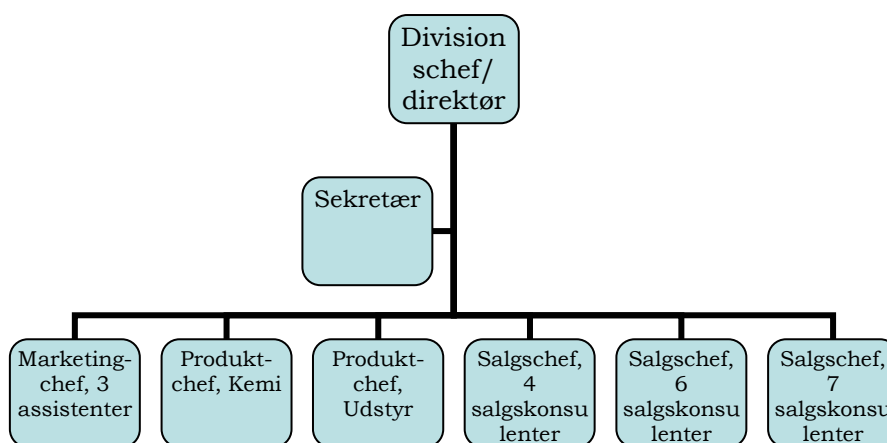 Division
schef/
direktør
Sekretær
Marketing-
chef, 3
assistenter
Produkt-
chef, Kemi
Produkt-
chef,
Udstyr
Salgschef,
4
salgskonsu
lenter
Salgschef,
6
salgskonsu
lenter
Salgschef,
7
salgskonsu
lenter